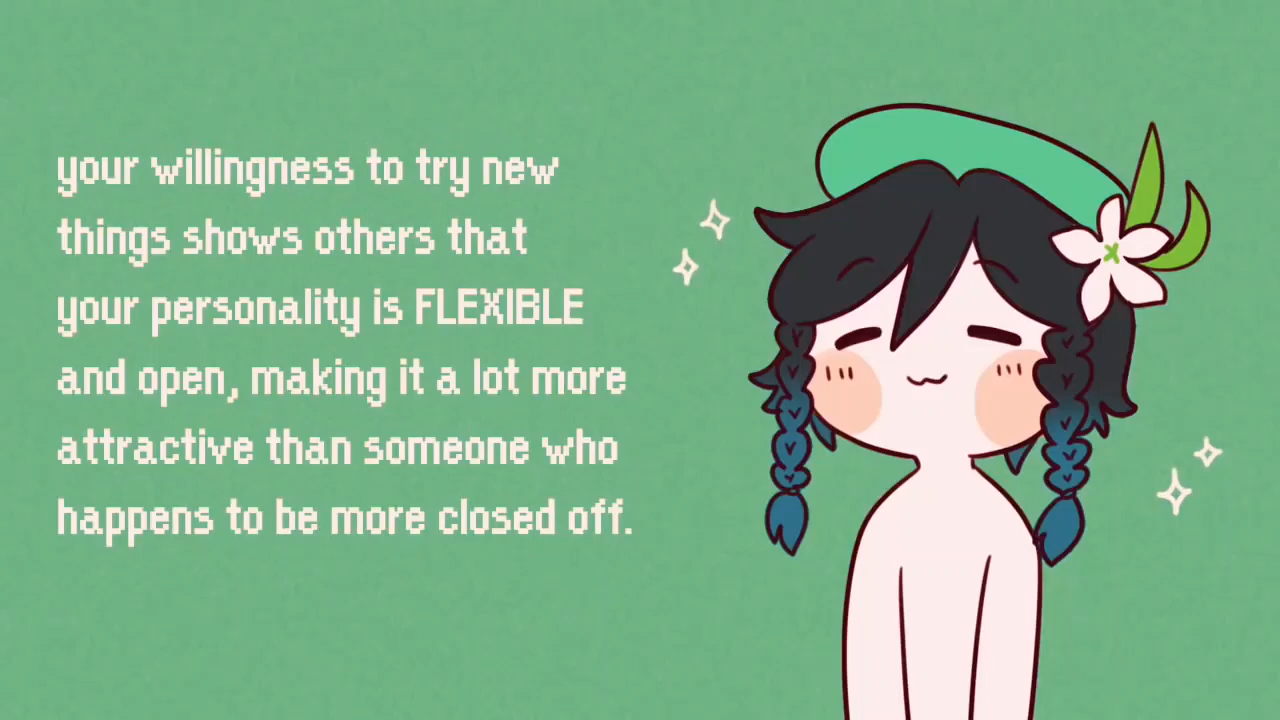 your willingness to try new
things shows others that
your personality is FLEXIBLE
and open, making it a lot more
attractive than someone who
happens to be more closed off.